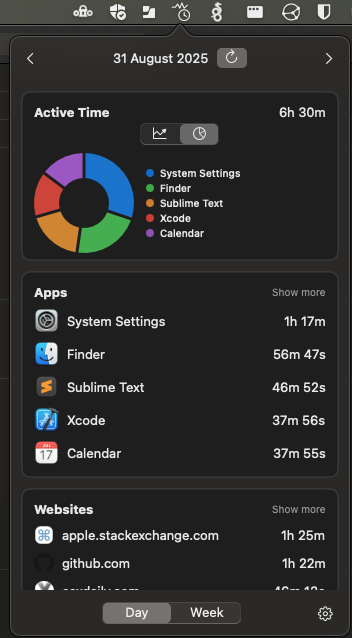 31 August 2025
Active Time 6h 30m
System Settings
Finder
Sublime Text
Xcode
Calendar
Apps Show more
System Settings 1h 17m
Finder 56m 47s
Sublime Text 46m 52s
Xcode 37m 56s
17
Calendar 37m 55s
Websites Show more
apple.stackexchange.com 1h 25m
github.com 1h 22m
Day Week